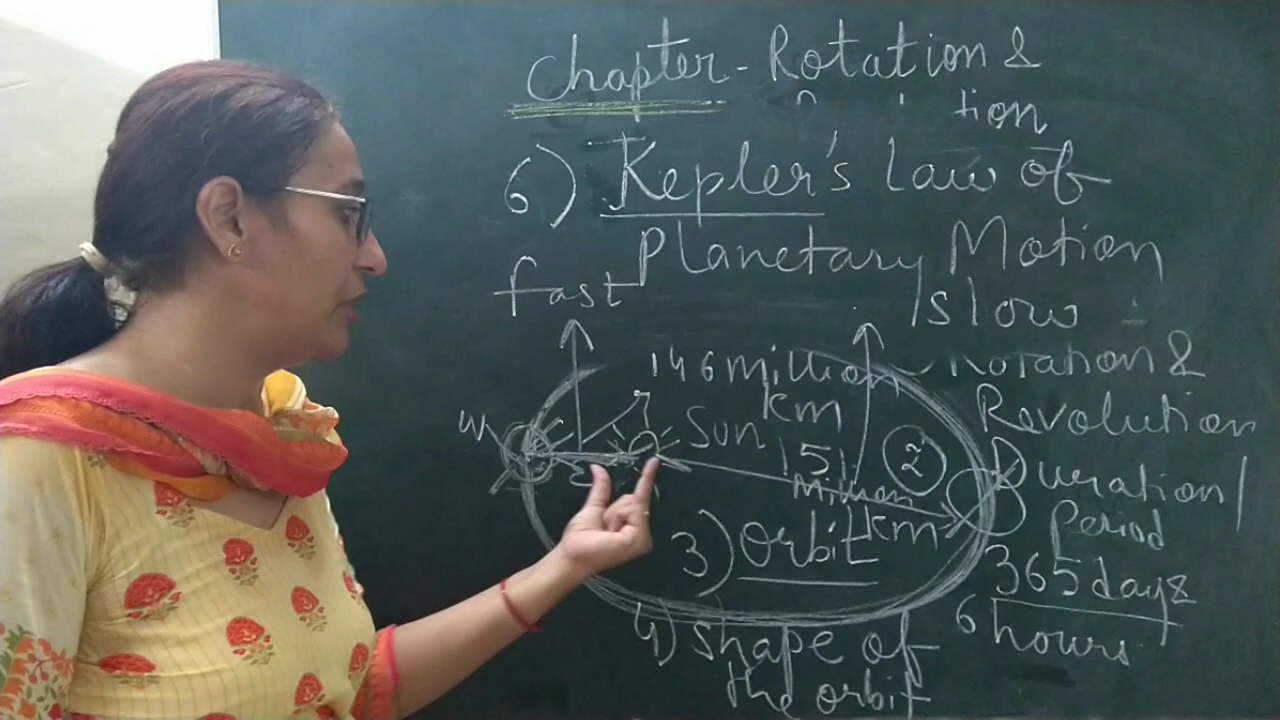 Chapter - Rotation &
tion
6) Kepler's Law of
Planetary Motion
fast
slow
146 million
km
Rotation &
Revolution
Sun
151
million
km
2
Duration /
Period
3) Orbit
365 days
6 hours
4) Shape of
the orbit